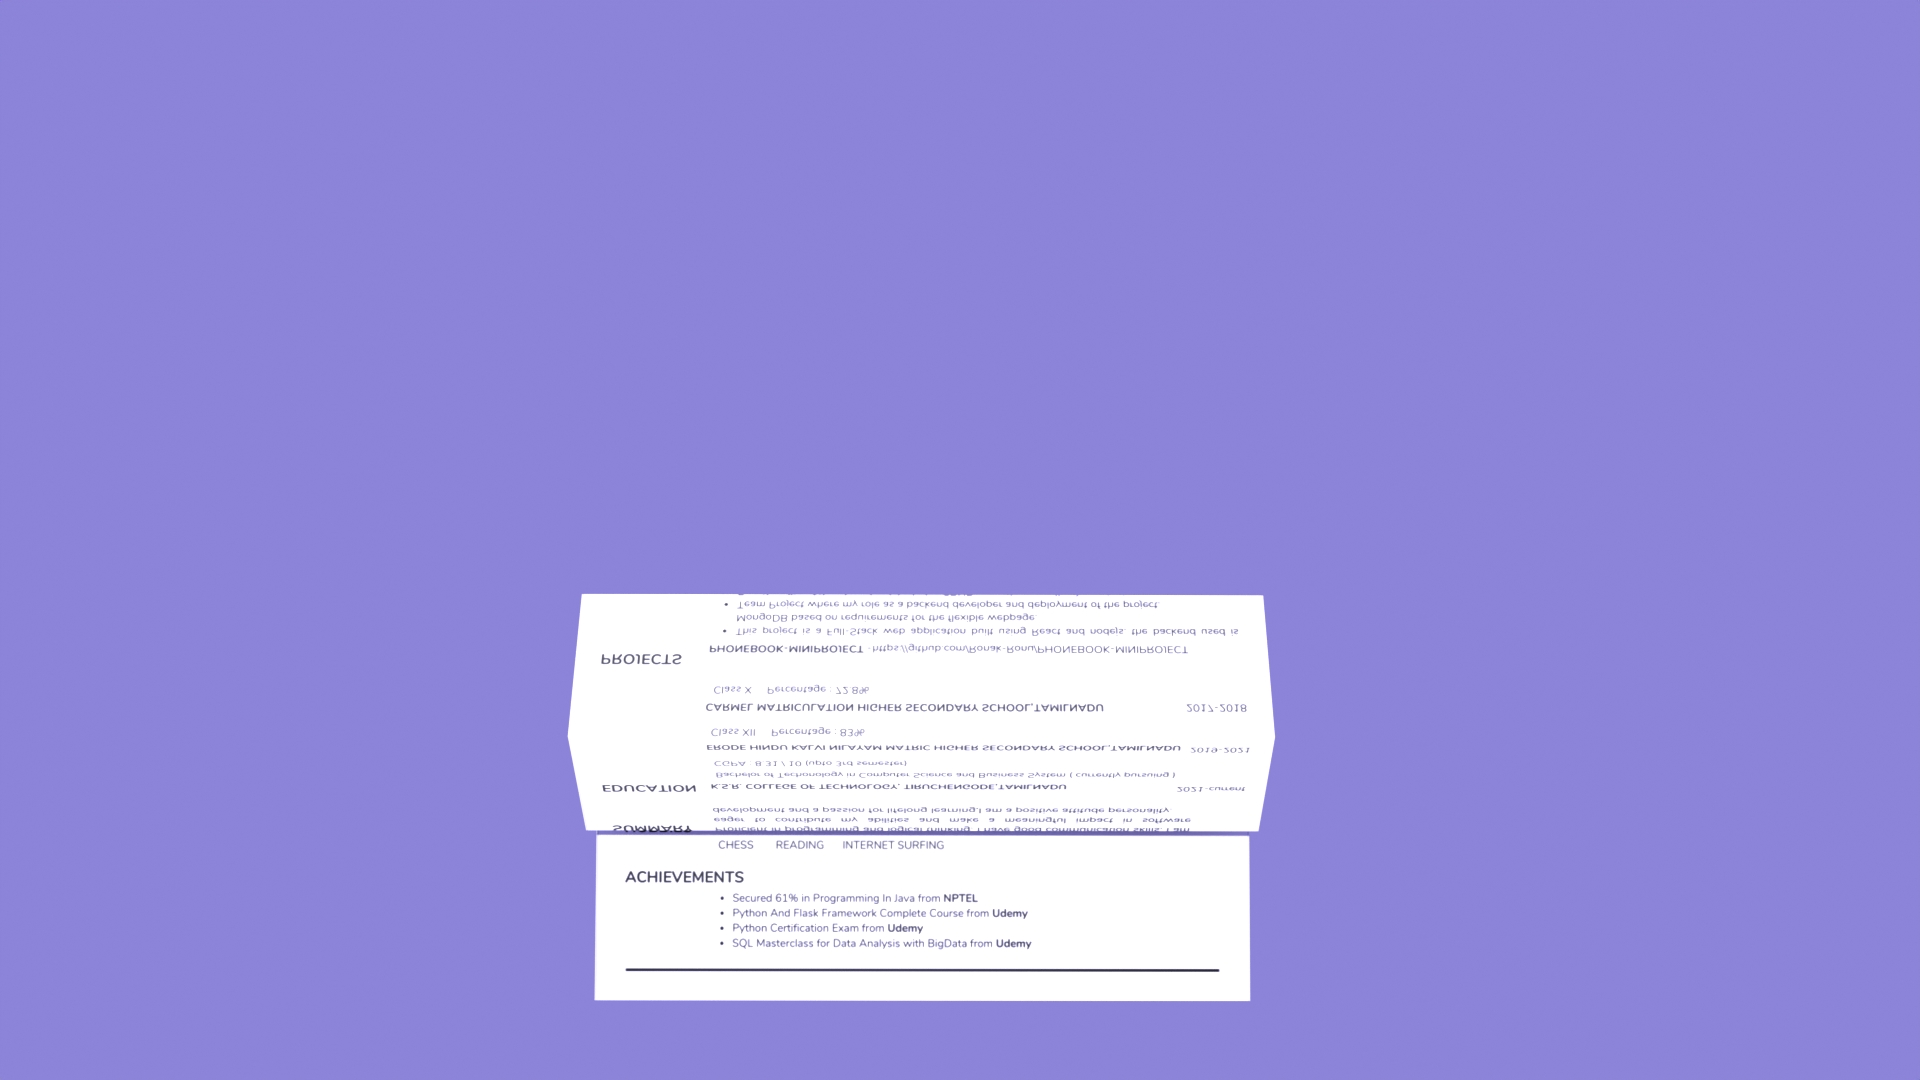 SUMMARY
Proficient in programming and logical thinking, I have good communication skills. I am
eager to contribute my abilities and make a meaningful impact in software
development and a passion for lifelong learning.I am a positive attitude personality.
EDUCATION
K.S.R. COLLEGE OF TECHNOLOGY, TIRUCHENGODE,TAMILNADU 2021-current
Bachelor of Techonology in Computer Science and Business System ( currently pursuing )
CGPA : 8.31 / 10 (upto 3rd semester)
ERODE HINDU KALVI NILAYAM MATRIC HIGHER SECONDARY SCHOOL,TAMILNADU 2019-2021
Class XII Percentage : 83%
CARMEL MATRICULATION HIGHER SECONDARY SCHOOL,TAMILNADU 2017-2018
Class X Percentage : 72.8%
PROJECTS
PHONEBOOK-MINIPROJECT - https://github.com/Ronak-Ronu/PHONEBOOK-MINIPROJECT
• This project is a Full-Stack web application built using React and nodejs. the backend used is
MongoDB based on requirements for the flexible webpage.
• Team Project where my role as a backend developer and deployment of the project.
CHESS READING INTERNET SURFING
ACHIEVEMENTS
• Secured 61% in Programming In Java from NPTEL
• Python And Flask Framework Complete Course from Udemy
• Python Certification Exam from Udemy
• SQL Masterclass for Data Analysis with BigData from Udemy